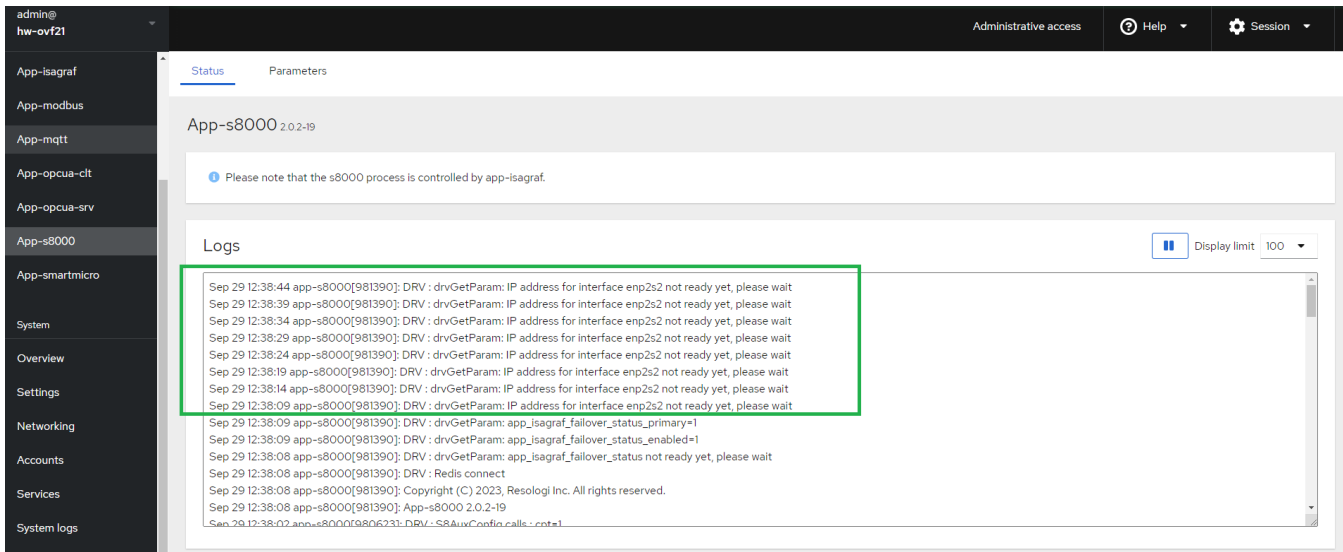 admin@
hw-ovf21
Administrative access
Help
Session
App-isagraf
App-modbus
App-mqtt
App-opcua-clt
App-opcua-srv
App-s8000
App-smartmicro
System
Overview
Settings
Networking
Accounts
Services
System logs
Status Parameters
App-s8000 2.0.2-19
Please note that the s8000 process is controlled by app-isagraf.
Logs
Display limit 100
Sep 29 12:38:44 app-s8000[981390]: DRV : drvGetParam: IP address for interface enp2s2 not ready yet, please wait
Sep 29 12:38:39 app-s8000[981390]: DRV : drvGetParam: IP address for interface enp2s2 not ready yet, please wait
Sep 29 12:38:34 app-s8000[981390]: DRV : drvGetParam: IP address for interface enp2s2 not ready yet, please wait
Sep 29 12:38:29 app-s8000[981390]: DRV : drvGetParam: IP address for interface enp2s2 not ready yet, please wait
Sep 29 12:38:24 app-s8000[981390]: DRV : drvGetParam: IP address for interface enp2s2 not ready yet, please wait
Sep 29 12:38:19 app-s8000[981390]: DRV : drvGetParam: IP address for interface enp2s2 not ready yet, please wait
Sep 29 12:38:14 app-s8000[981390]: DRV : drvGetParam: IP address for interface enp2s2 not ready yet, please wait
Sep 29 12:38:09 app-s8000[981390]: DRV : drvGetParam: IP address for interface enp2s2 not ready yet, please wait
Sep 29 12:38:09 app-s8000[981390]: DRV : drvGetParam: app_isagraf_failover_status_primary=1
Sep 29 12:38:09 app-s8000[981390]: DRV : drvGetParam: app_isagraf_failover_status_enabled=1
Sep 29 12:38:08 app-s8000[981390]: DRV : drvGetParam: app_isagraf_failover_status not ready yet, please wait
Sep 29 12:38:08 app-s8000[981390]: DRV : Redis connect
Sep 29 12:38:08 app-s8000[981390]: Copyright (C) 2023, Resologi Inc. All rights reserved.
Sep 29 12:38:08 app-s8000[981390]: App-s8000 2.0.2-19
Sep 29 12:38:02 app-s8000[980623]: DRV : S8AuxConfig calls : cpt=1